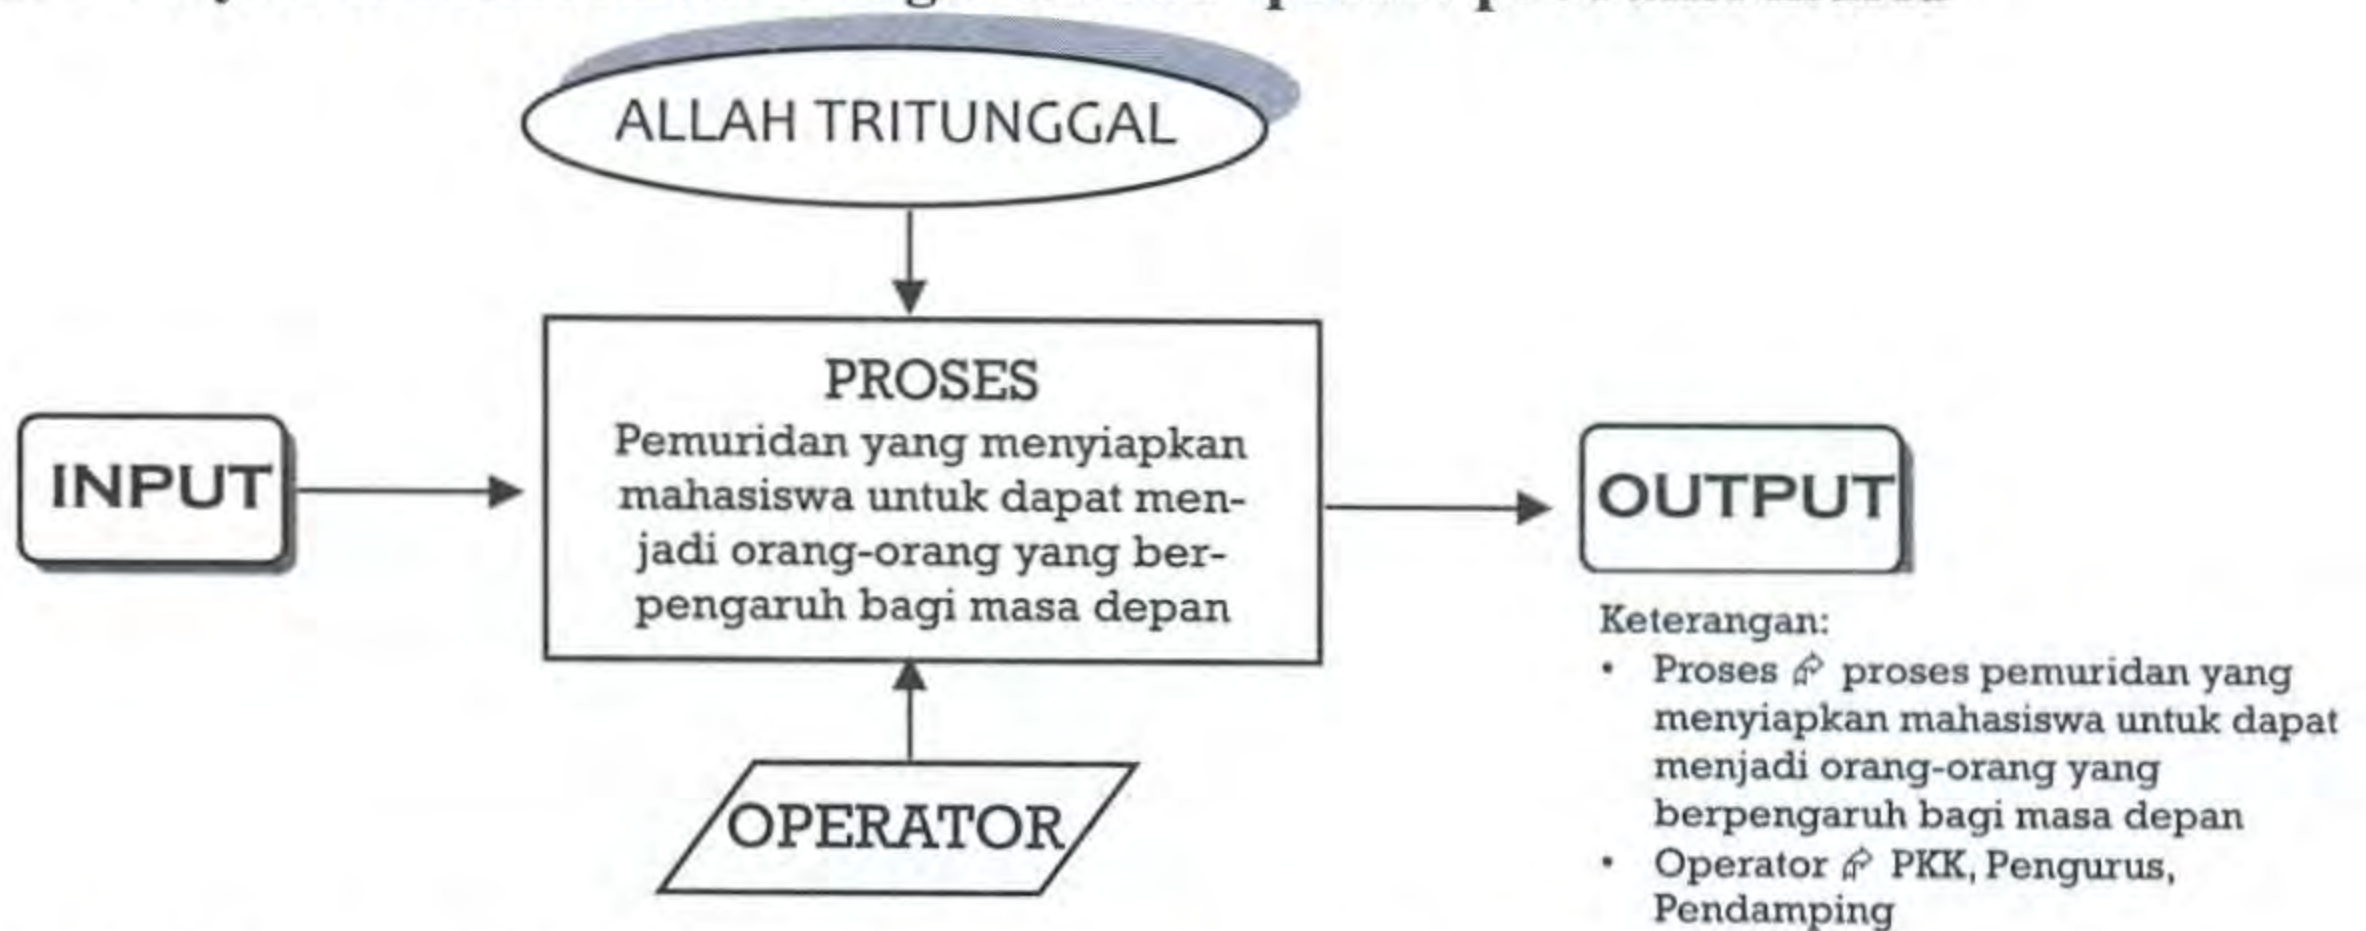 ALLAH TRITUNGGAL
PROSES
Pemuridan yang menyiapkan
mahasiswa untuk dapat men-
jadi orang-orang yang ber-
pengaruh bagi masa depan
INPUT
OUTPUT
OPERATOR
Keterangan:
• Proses proses pemuridan yang
menyiapkan mahasiswa untuk dapat
menjadi orang-orang yang
berpengaruh bagi masa depan
• Operator PKK, Pengurus,
Pendamping